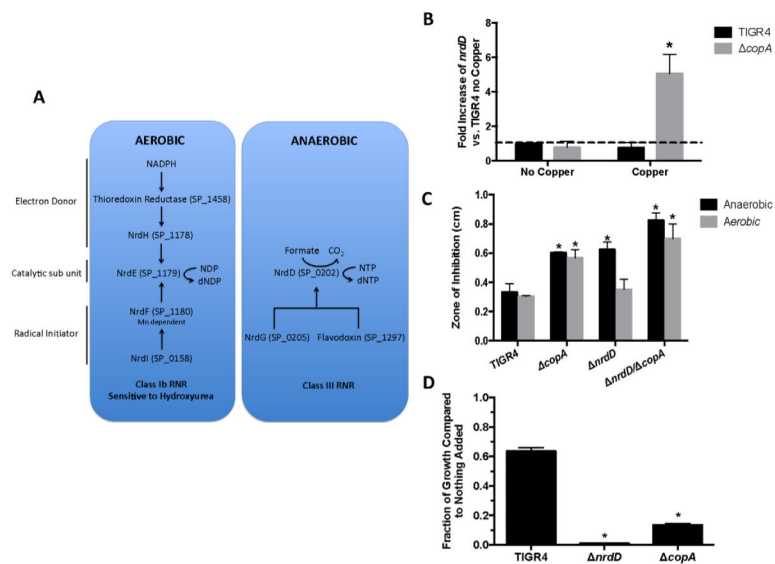 A
AEROBIC
NADPH
Thioredoxin Reductase (SP_1458)
NrdH (SP_1178)
NrdE (SP_1179)
NDP
dNDP
NrdF (SP_1180)
Mn dependent
NrdI (SP_0158)
Class Ib RNR
Sensitive to Hydroxyurea
Electron Donor
Catalytic sub unit
Radical Initiator
ANAEROBIC
Formate
CO2
NrdD (SP_0202)
NTP
dNTP
NrdG (SP_0205)
Flavodoxin (SP_1297)
Class III RNR
B
Fold Increase of nrdD
vs. TIGR4 no Copper
8
6
4
2
0
*
No Copper
Copper
TIGR4
ΔcopA
C
Zone of Inhibition (cm)
1.0
0.8
0.6
0.4
0.2
0.0
* * * * *
TIGR4
ΔcopA
ΔnrdD
ΔnrdD/ΔcopA
Anaerobic
Aerobic
D
Fraction of Growth Compared
to Nothing Added
1.0
0.8
0.6
0.4
0.2
0.0
* *
TIGR4
ΔnrdD
ΔcopA